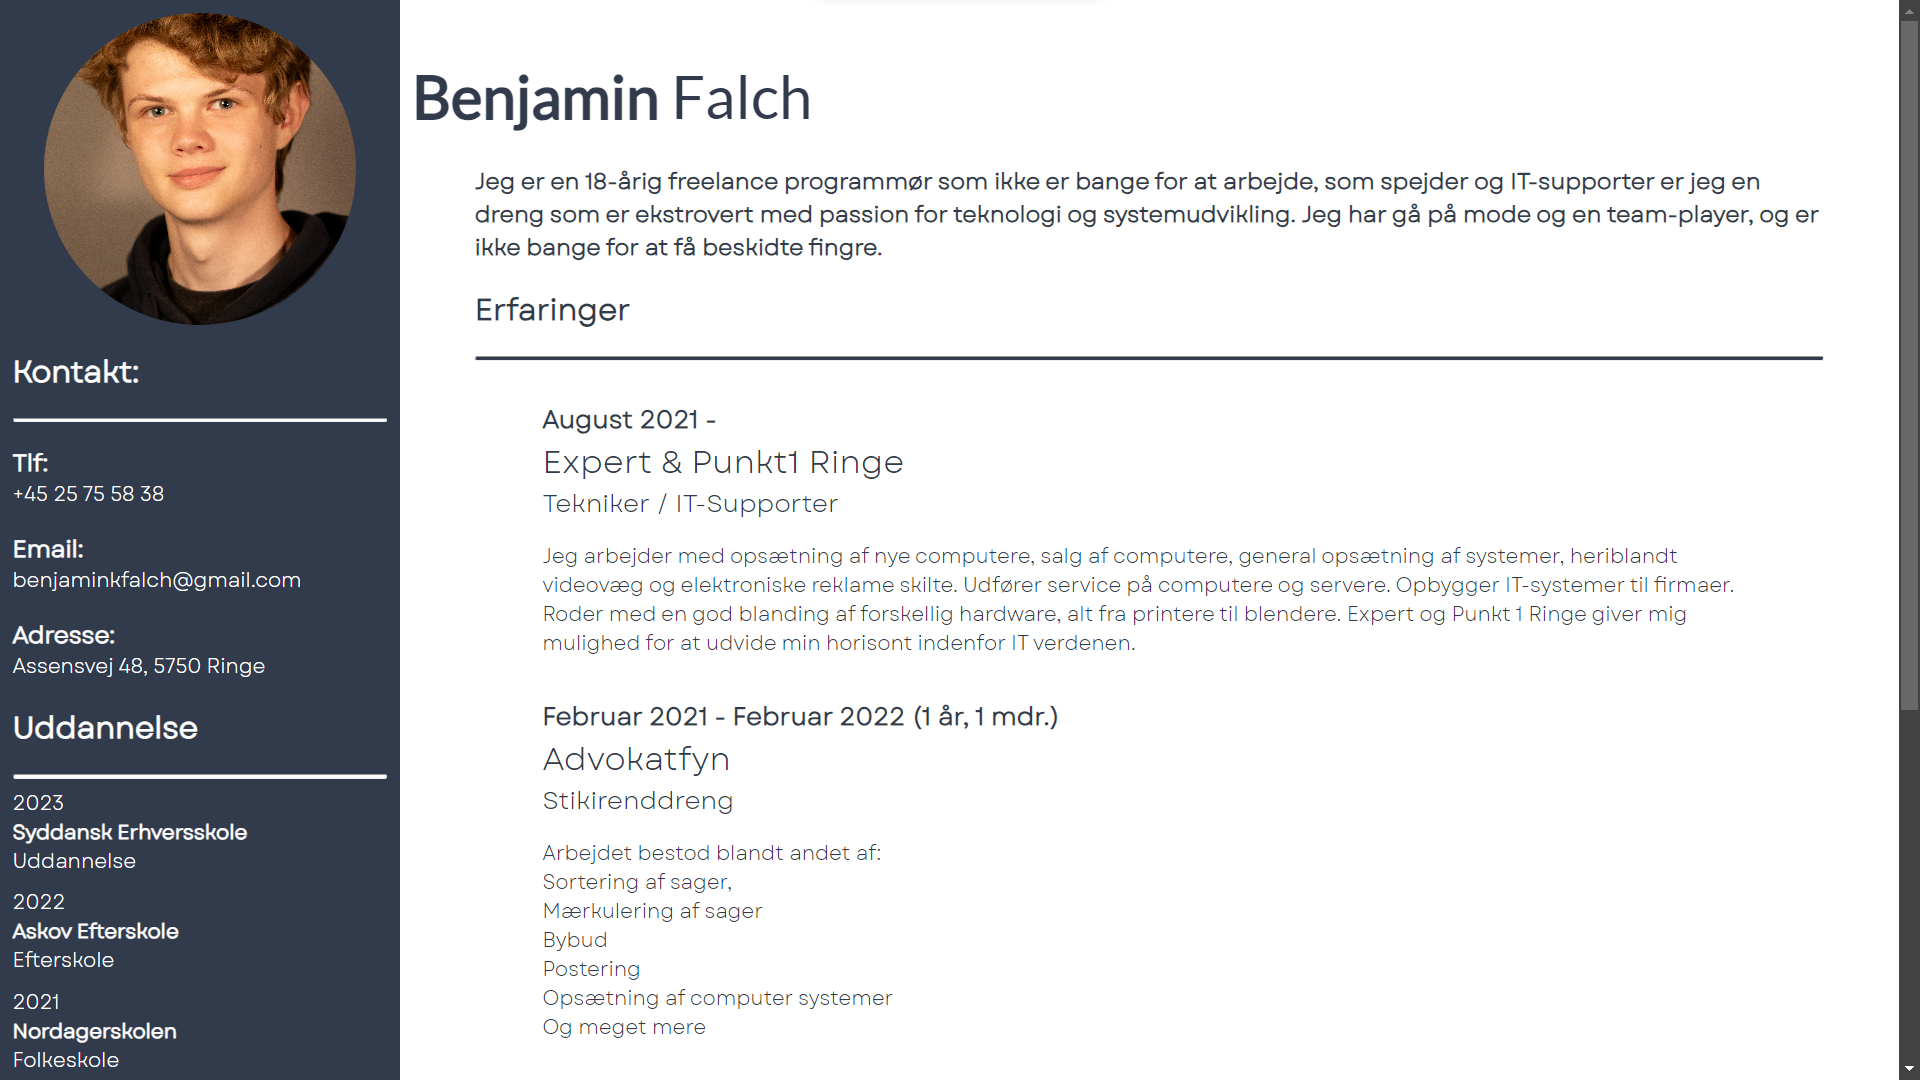 Benjamin Falch
Jeg er en 18-årig freelance programmør som ikke er bange for at arbejde, som spejder og IT-supporter er jeg en
dreng som er ekstrovert med passion for teknologi og systemudvikling. Jeg har gå på mode og en team-player, og er
ikke bange for at få beskidte fingre.
Erfaringer
August 2021 -
Expert & Punkt1 Ringe
Tekniker / IT-Supporter
Jeg arbejder med opsætning af nye computere, salg af computere, general opsætning af systemer, heriblandt
videovæg og elektroniske reklame skilte. Udfører service på computere og servere. Opbygger IT-systemer til firmaer.
Roder med en god blanding af forskellig hardware, alt fra printere til blendere. Expert og Punkt 1 Ringe giver mig
mulighed for at udvide min horisont indenfor IT verdenen.
Februar 2021 - Februar 2022 (1 år, 1 mdr.)
Advokatfyn
Stikirenddreng
Arbejdet bestod blandt andet af:
Sortering af sager,
Mærkulering af sager
Bybud
Postering
Opsætning af computer systemer
Og meget mere
Kontakt:
Tlf:
+45 25 75 58 38
Email:
benjaminkfalch@gmail.com
Adresse:
Assensvej 48, 5750 Ringe
Uddannelse
2023
Syddansk Erhversskole
Uddannelse
2022
Askov Efterskole
Efterskole
2021
Nordagerskolen
Folkeskole